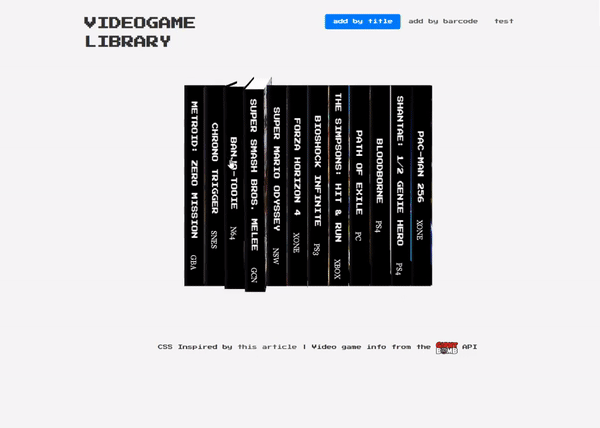 VIDEOGAME
LIBRARY
add by title
add by barcode
test
METROID: ZERO MISSION GBA
CHRONO TRIGGER SNES
BANJO-TOOIE N64
SUPER SMASH BROS. MELEE GCN
SUPER MARIO ODYSSEY NSW
FORZA HORIZON 4 XONE
BIOSHOCK INFINITE PS3
THE SIMPSONS: HIT & RUN XBOX
PATH OF EXILE PC
BLOODBORNE PS4
SHANTAE: 1/2 GENIE HERO PS4
PAC-MAN 256 XONE
CSS Inspired by this article | Video game info from the GIANT BOMB API